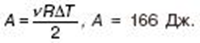 A = νRΔT / 2, A = 166 Дж.